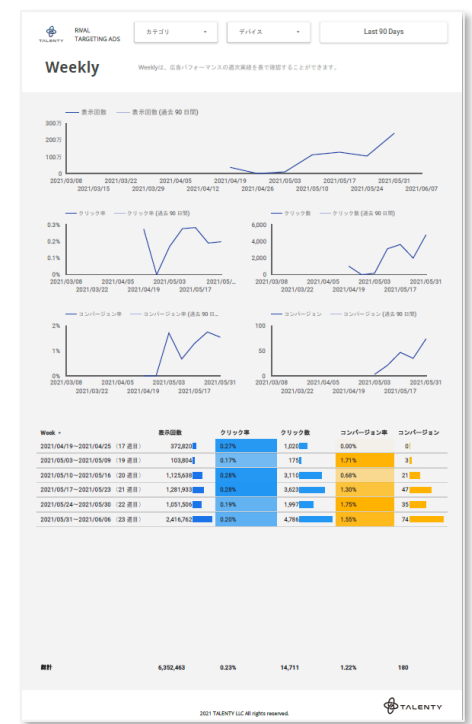 TALENTY
RIVAL
TARGETING ADS
カテゴリ
デバイス
Last 90 Days
Weekly
Weeklyは、広告パフォーマンスの週次実績を表で確認することができます。
表示回数 表示回数 (過去 90 日間)
300万
200万
100万
0
2021/03/08 2021/03/22 2021/04/05 2021/04/19 2021/05/03 2021/05/17 2021/05/31
2021/03/15 2021/03/29 2021/04/12 2021/04/26 2021/05/10 2021/05/24 2021/06/07
クリック率 クリック率 (過去 90 日間)
0.3%
0.2%
0.1%
0%
2021/03/08 2021/04/05 2021/05/03 2021/05/...
2021/03/22 2021/04/19 2021/05/17
クリック数 クリック数 (過去 90 日間)
6,000
4,000
2,000
0
2021/03/08 2021/04/05 2021/05/03 2021/05/31
2021/03/22 2021/04/19 2021/05/17
コンバージョン率 コンバージョン率 (過去 90 日...
2%
1%
0%
2021/03/08 2021/04/05 2021/05/03 2021/05/31
2021/03/22 2021/04/19 2021/05/17
コンバージョン コンバージョン (過去 90 日間)
100
50
0
2021/03/08 2021/04/05 2021/05/03 2021/05/31
2021/03/22 2021/04/19 2021/05/17
Week 表示回数 クリック率 クリック数 コンバージョン率 コンバージョン
2021/04/19～2021/04/25 (17 週目) 372,820 0.27% 1,020 0.00% 0
2021/05/03～2021/05/09 (19 週目) 103,804 0.17% 175 1.71% 3
2021/05/10～2021/05/16 (20 週目) 1,125,638 0.28% 3,110 0.68% 21
2021/05/17～2021/05/23 (21 週目) 1,281,933 0.28% 3,623 1.30% 47
2021/05/24～2021/05/30 (22 週目) 1,051,506 0.19% 1,997 1.75% 35
2021/05/31～2021/06/06 (23 週目) 2,416,762 0.20% 4,786 1.55% 74
総計 6,352,463 0.23% 14,711 1.22% 180
2021 TALENTY LLC All rights reserved.
TALENTY